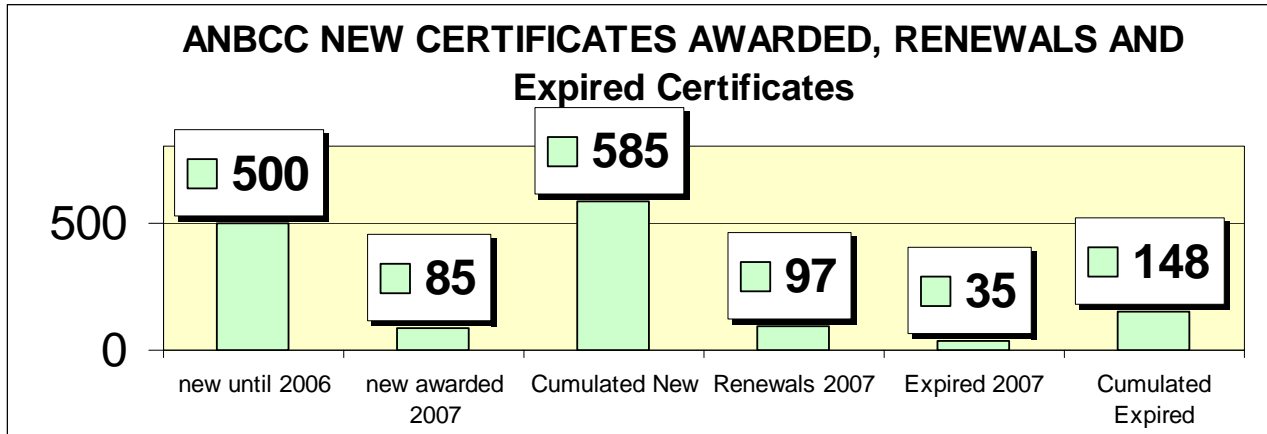 ANBCC NEW CERTIFICATES AWARDED, RENEWALS AND
Expired Certificates
500
585
500
85
97
35
148
0
new until 2006
new awarded
2007
Cumulated New
Renewals 2007
Expired 2007
Cumulated
Expired